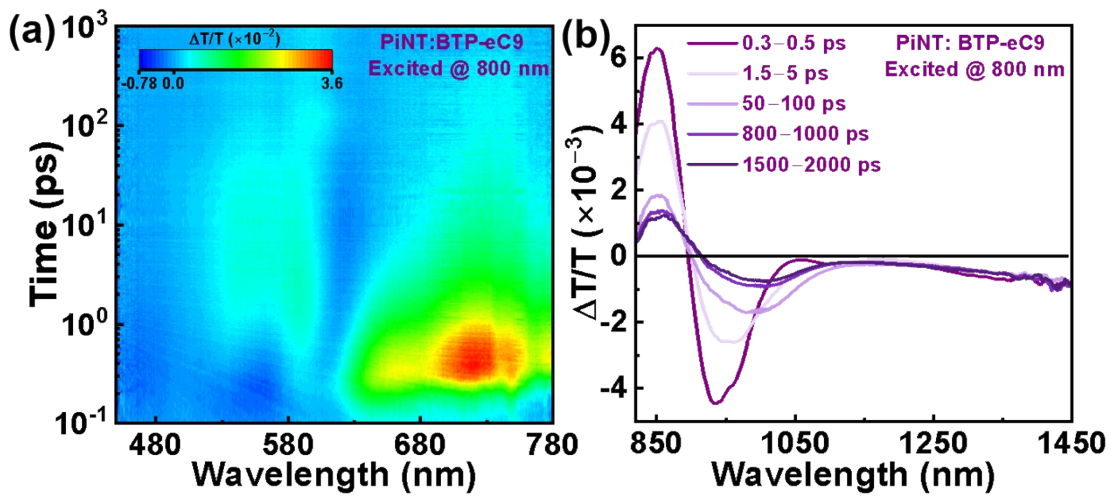 (a)
10³
10²
10¹
10⁰
10⁻¹
Time (ps)
ΔT/T (×10⁻²)
-0.78 0.0 3.6
PiNT:BTP-eC9
Excited @ 800 nm
480 580 680 780
Wavelength (nm)
(b)
6
4
2
0
-2
-4
ΔT/T (×10⁻³)
0.3–0.5 ps
1.5–5 ps
50–100 ps
800–1000 ps
1500–2000 ps
PiNT: BTP-eC9
Excited @ 800 nm
850 1050 1250 1450
Wavelength (nm)